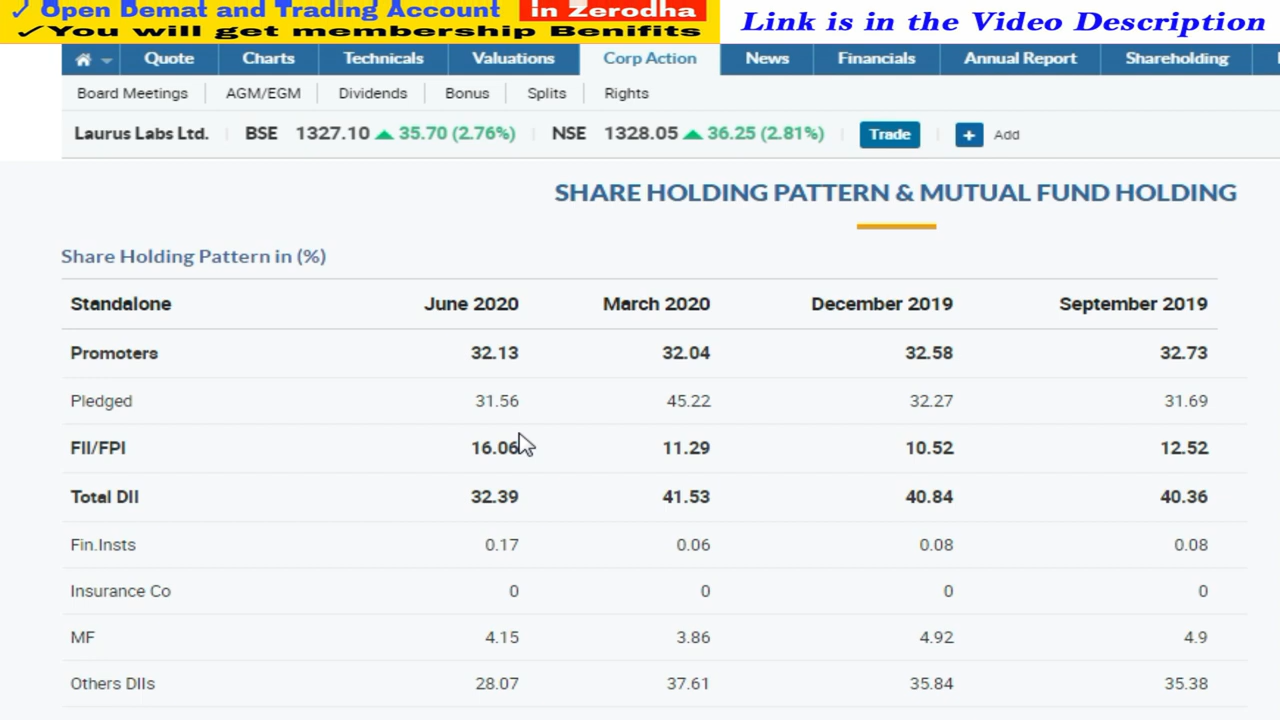 ✓ Open Demat and Trading Account In Zerodha
✓You will get membership Benifits
Link is in the Video Description
Quote Charts Technicals Valuations Corp Action News Financials Annual Report Shareholding
Board Meetings AGM/EGM Dividends Bonus Splits Rights
Laurus Labs Ltd. BSE 1327.10 ▲ 35.70 (2.76%) NSE 1328.05 ▲ 36.25 (2.81%) Trade + Add
SHARE HOLDING PATTERN & MUTUAL FUND HOLDING
Share Holding Pattern in (%)
Standalone June 2020 March 2020 December 2019 September 2019
Promoters 32.13 32.04 32.58 32.73
Pledged 31.56 45.22 32.27 31.69
FII/FPI 16.06 11.29 10.52 12.52
Total DII 32.39 41.53 40.84 40.36
Fin.Insts 0.17 0.06 0.08 0.08
Insurance Co 0 0 0 0
MF 4.15 3.86 4.92 4.9
Others DIIs 28.07 37.61 35.84 35.38